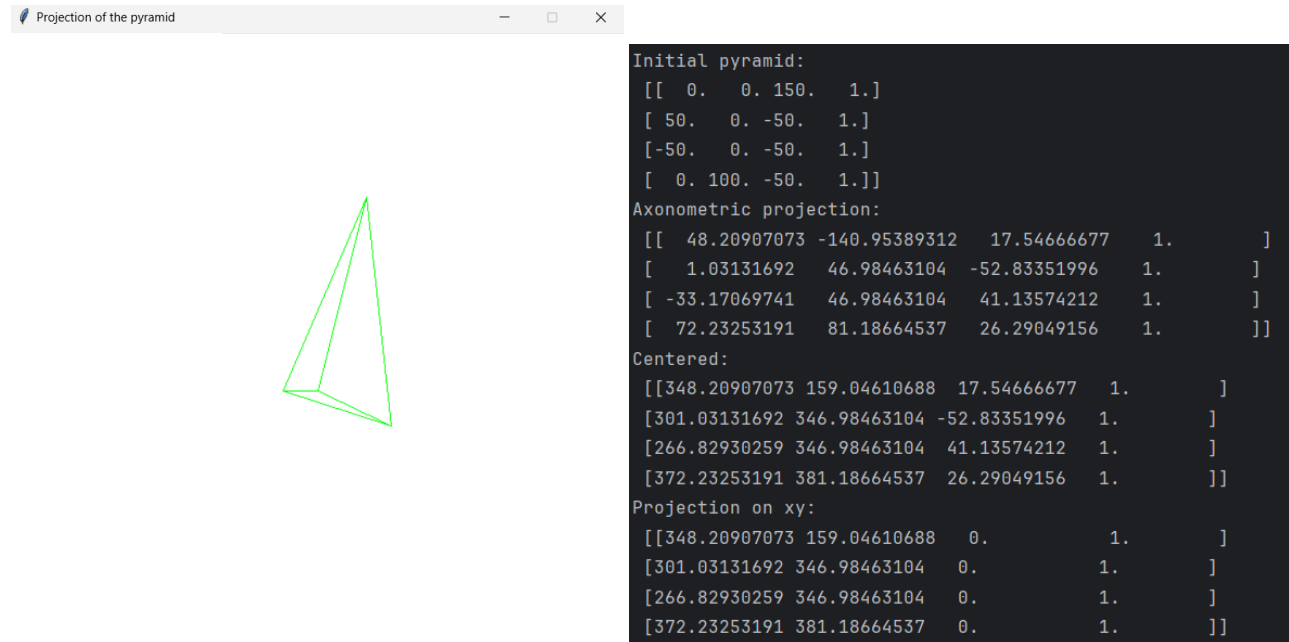 Projection of the pyramid
Initial pyramid:
[[  0.   0. 150.   1.]
[ 50.   0. -50.   1.]
[-50.   0. -50.   1.]
[  0. 100. -50.   1.]]
Axonometric projection:
[[  48.20907073 -140.95389312   17.54666677    1.        ]
[   1.03131692   46.98463104  -52.83351996    1.        ]
[ -33.17069741   46.98463104   41.13574212    1.        ]
[  72.23253191   81.18664537   26.29049156    1.        ]]
Centered:
[[348.20907073 159.04610688  17.54666677   1.        ]
[301.03131692 346.98463104 -52.83351996   1.        ]
[266.82930259 346.98463104  41.13574212   1.        ]
[372.23253191 381.18664537  26.29049156   1.        ]]
Projection on xy:
[[348.20907073 159.04610688   0.           1.        ]
[301.03131692 346.98463104   0.           1.        ]
[266.82930259 346.98463104   0.           1.        ]
[372.23253191 381.18664537   0.           1.        ]]